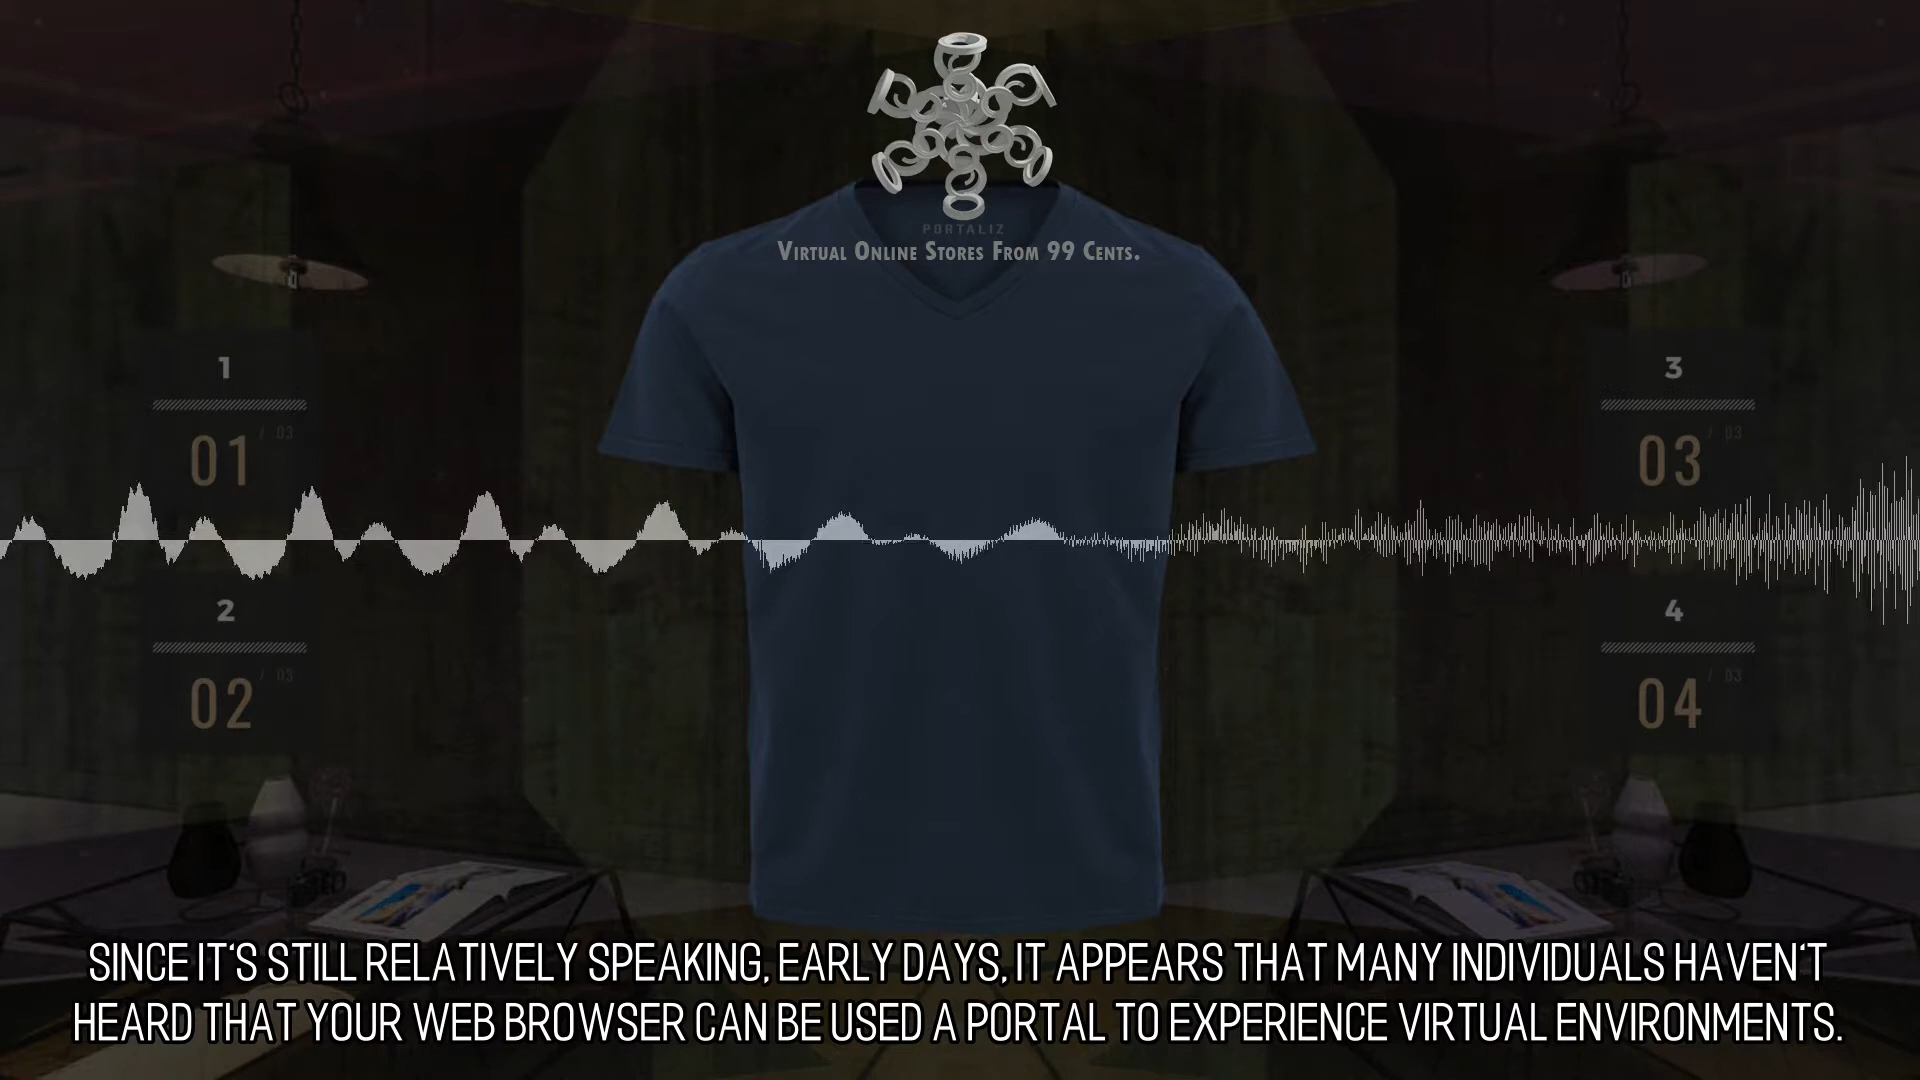 PORTALIZ
Virtual Online Stores From 99 Cents.
1
01 / 03
2
02 / 03
3
03 / 03
4
04 / 03
SINCE IT'S STILL RELATIVELY SPEAKING, EARLY DAYS, IT APPEARS THAT MANY INDIVIDUALS HAVEN'T
HEARD THAT YOUR WEB BROWSER CAN BE USED A PORTAL TO EXPERIENCE VIRTUAL ENVIRONMENTS.